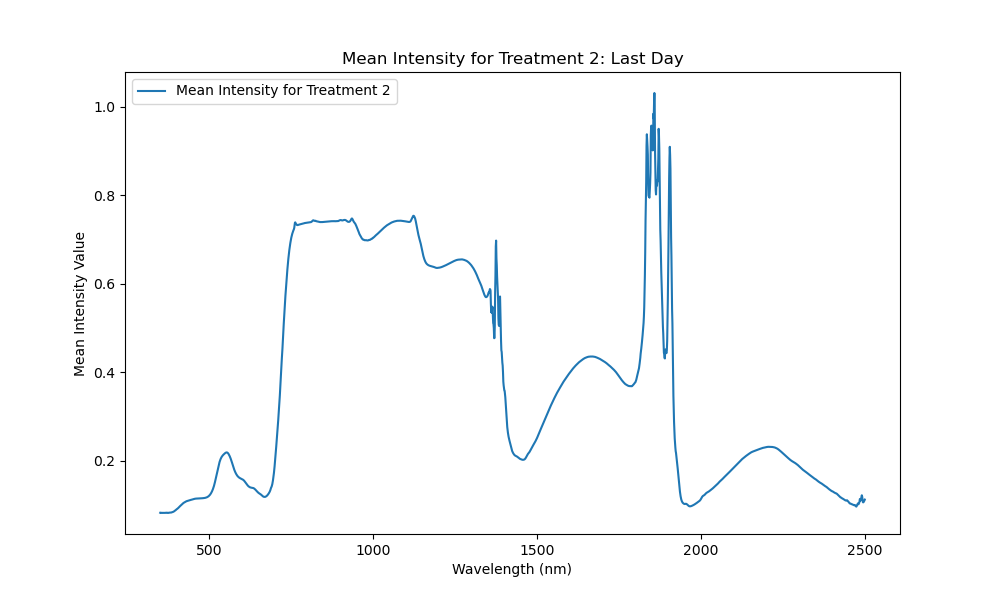 Mean Intensity for Treatment 2: Last Day
Mean Intensity for Treatment 2
Mean Intensity Value
1.0
0.8
0.6
0.4
0.2
500 1000 1500 2000 2500
Wavelength (nm)